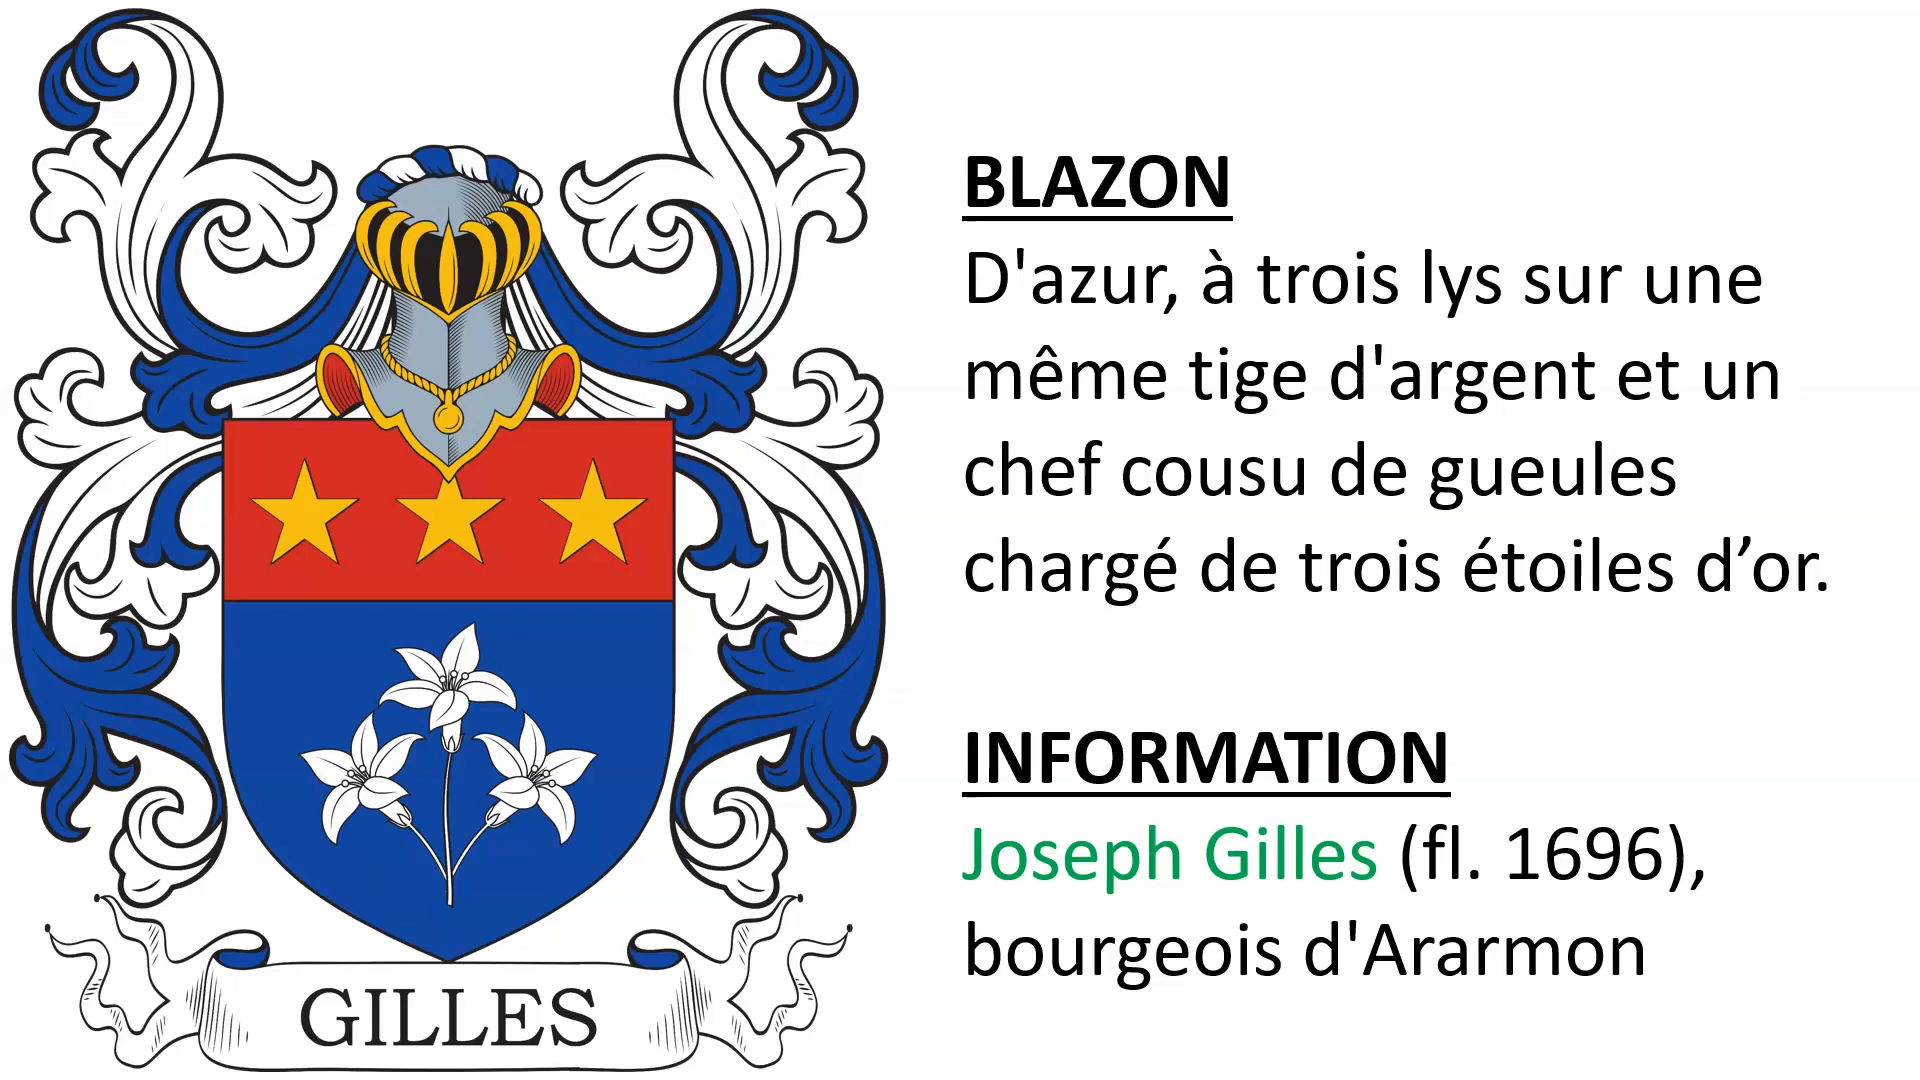 BLAZON
D'azur, à trois lys sur une
même tige d'argent et un
chef cousu de gueules
chargé de trois étoiles d’or.
INFORMATION
Joseph Gilles (fl. 1696),
bourgeois d'Ararmon
GILLES